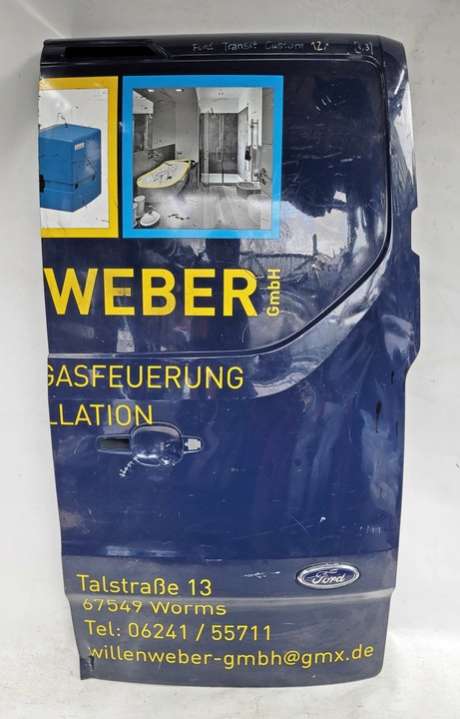 Ford Transit Custom 12.-
WEBER GmbH
GASFEUERUNG
LLATION
Ford
Talstraße 13
67549 Worms
Tel: 06241 / 55711
willenweber-gmbh@gmx.de